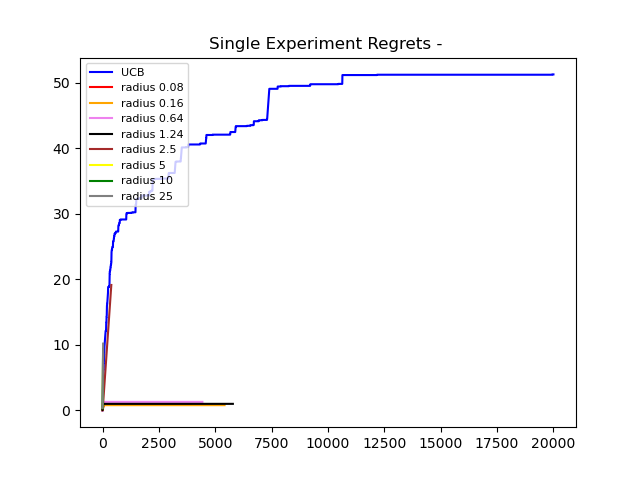 Single Experiment Regrets -
UCB
radius 0.08
radius 0.16
radius 0.64
radius 1.24
radius 2.5
radius 5
radius 10
radius 25
50
40
30
20
10
0
0 2500 5000 7500 10000 12500 15000 17500 20000